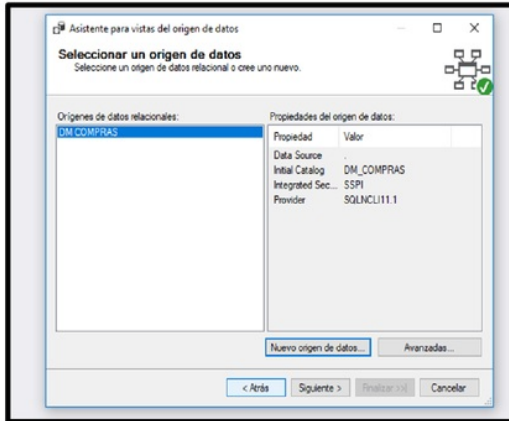 Asistente para vistas del origen de datos
Seleccionar un origen de datos
Seleccione un origen de datos relacional o cree uno nuevo.
Orígenes de datos relacionales:
DM COMPRAS
Propiedades del origen de datos:
Propiedad Valor
Data Source .
Initial Catalog DM_COMPRAS
Integrated Sec... SSPI
Provider SQLNCLI11.1
Nuevo origen de datos... Avanzadas...
< Atrás Siguiente > Finalizar >>| Cancelar